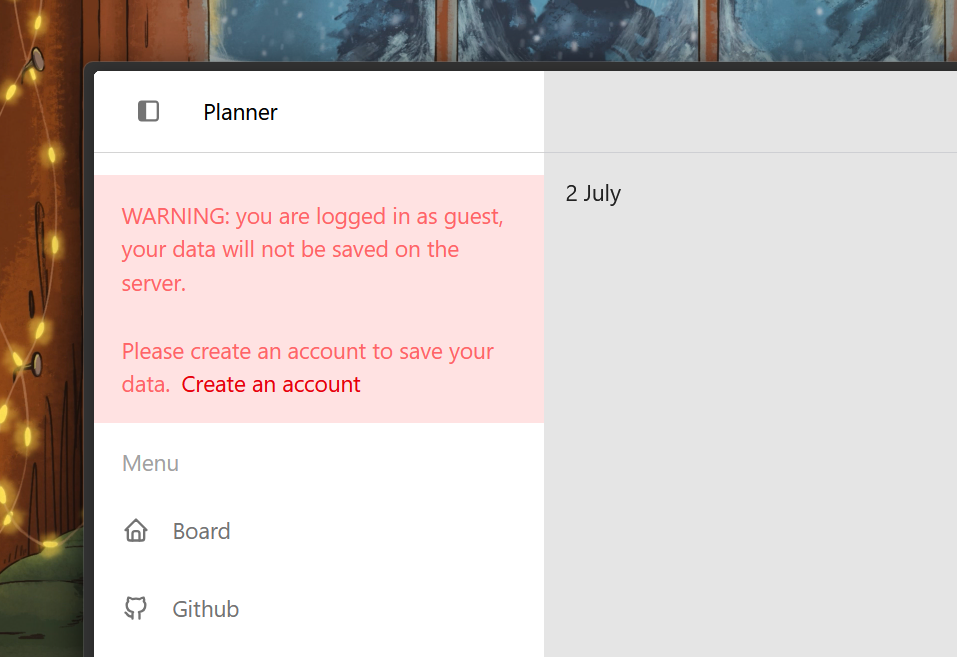 Planner
WARNING: you are logged in as guest,
your data will not be saved on the
server.
Please create an account to save your
data. Create an account
Menu
Board
Github
2 July